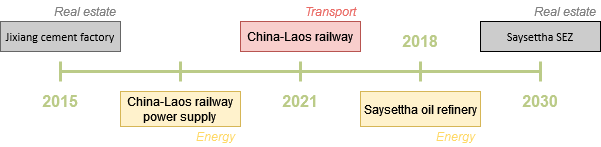 Real estate
Transport
Real estate
Jixiang cement factory
China-Laos railway
2018
Saysettha SEZ
2015
China-Laos railway
power supply
2021
Saysettha oil refinery
2030
Energy
Energy